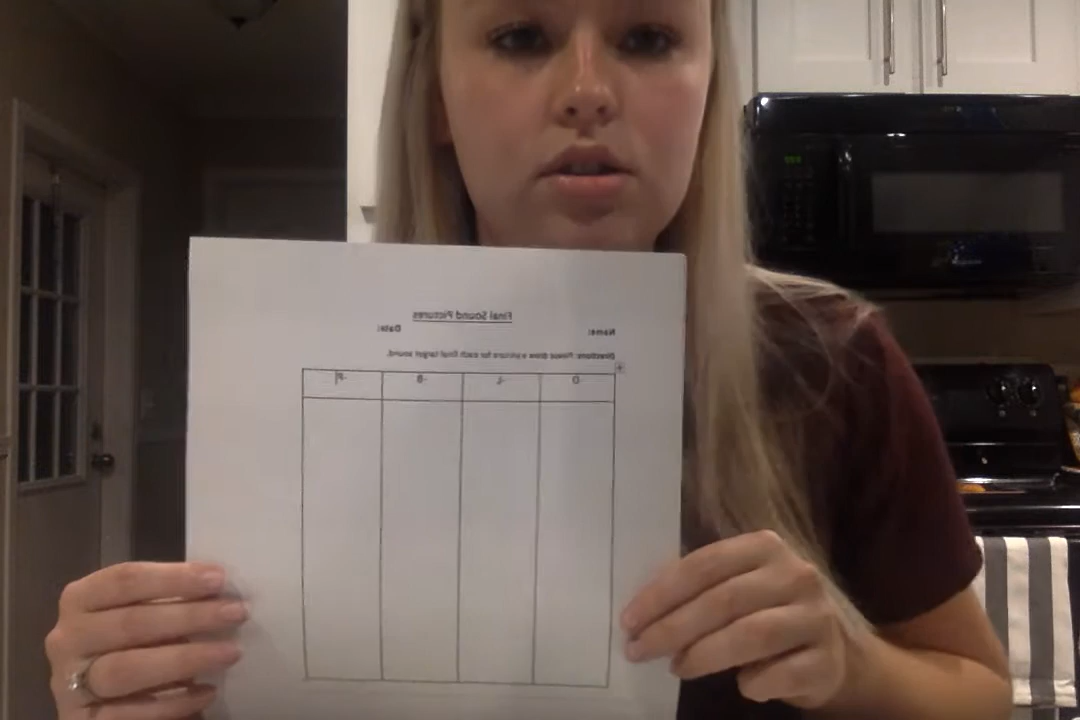 Final Sound Pictures
Name: Date:
Directions: Please draw a picture for each final target sound.
-D -L -B -P